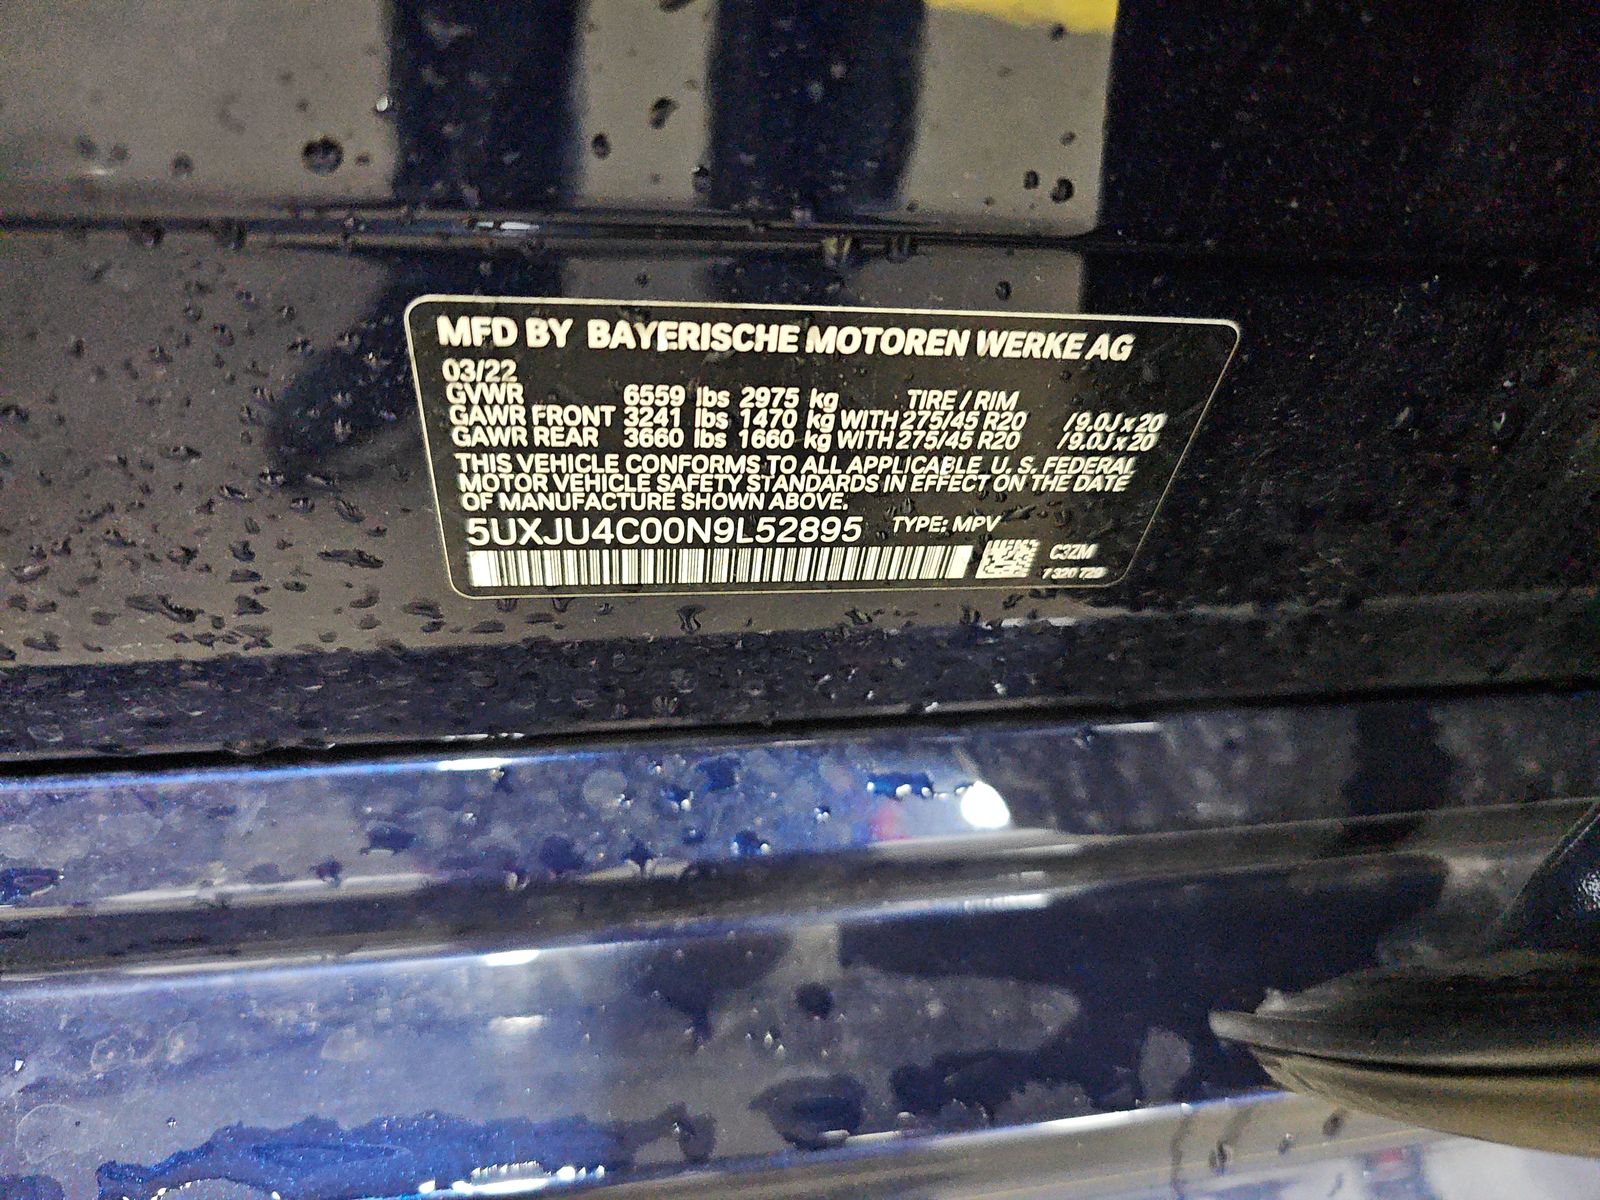 MFD BY BAYERISCHE MOTOREN WERKE AG
03/22
GVWR 6559 lbs 2975 kg TIRE / RIM
GAWR FRONT 3241 lbs 1470 kg WITH 275/45 R20 /9.0J x 20
GAWR REAR 3660 lbs 1660 kg WITH 275/45 R20 /9.0J x 20
THIS VEHICLE CONFORMS TO ALL APPLICABLE U. S. FEDERAL
MOTOR VEHICLE SAFETY STANDARDS IN EFFECT ON THE DATE
OF MANUFACTURE SHOWN ABOVE.
5UXJU4C00N9L52895 TYPE: MPV
C3ZM